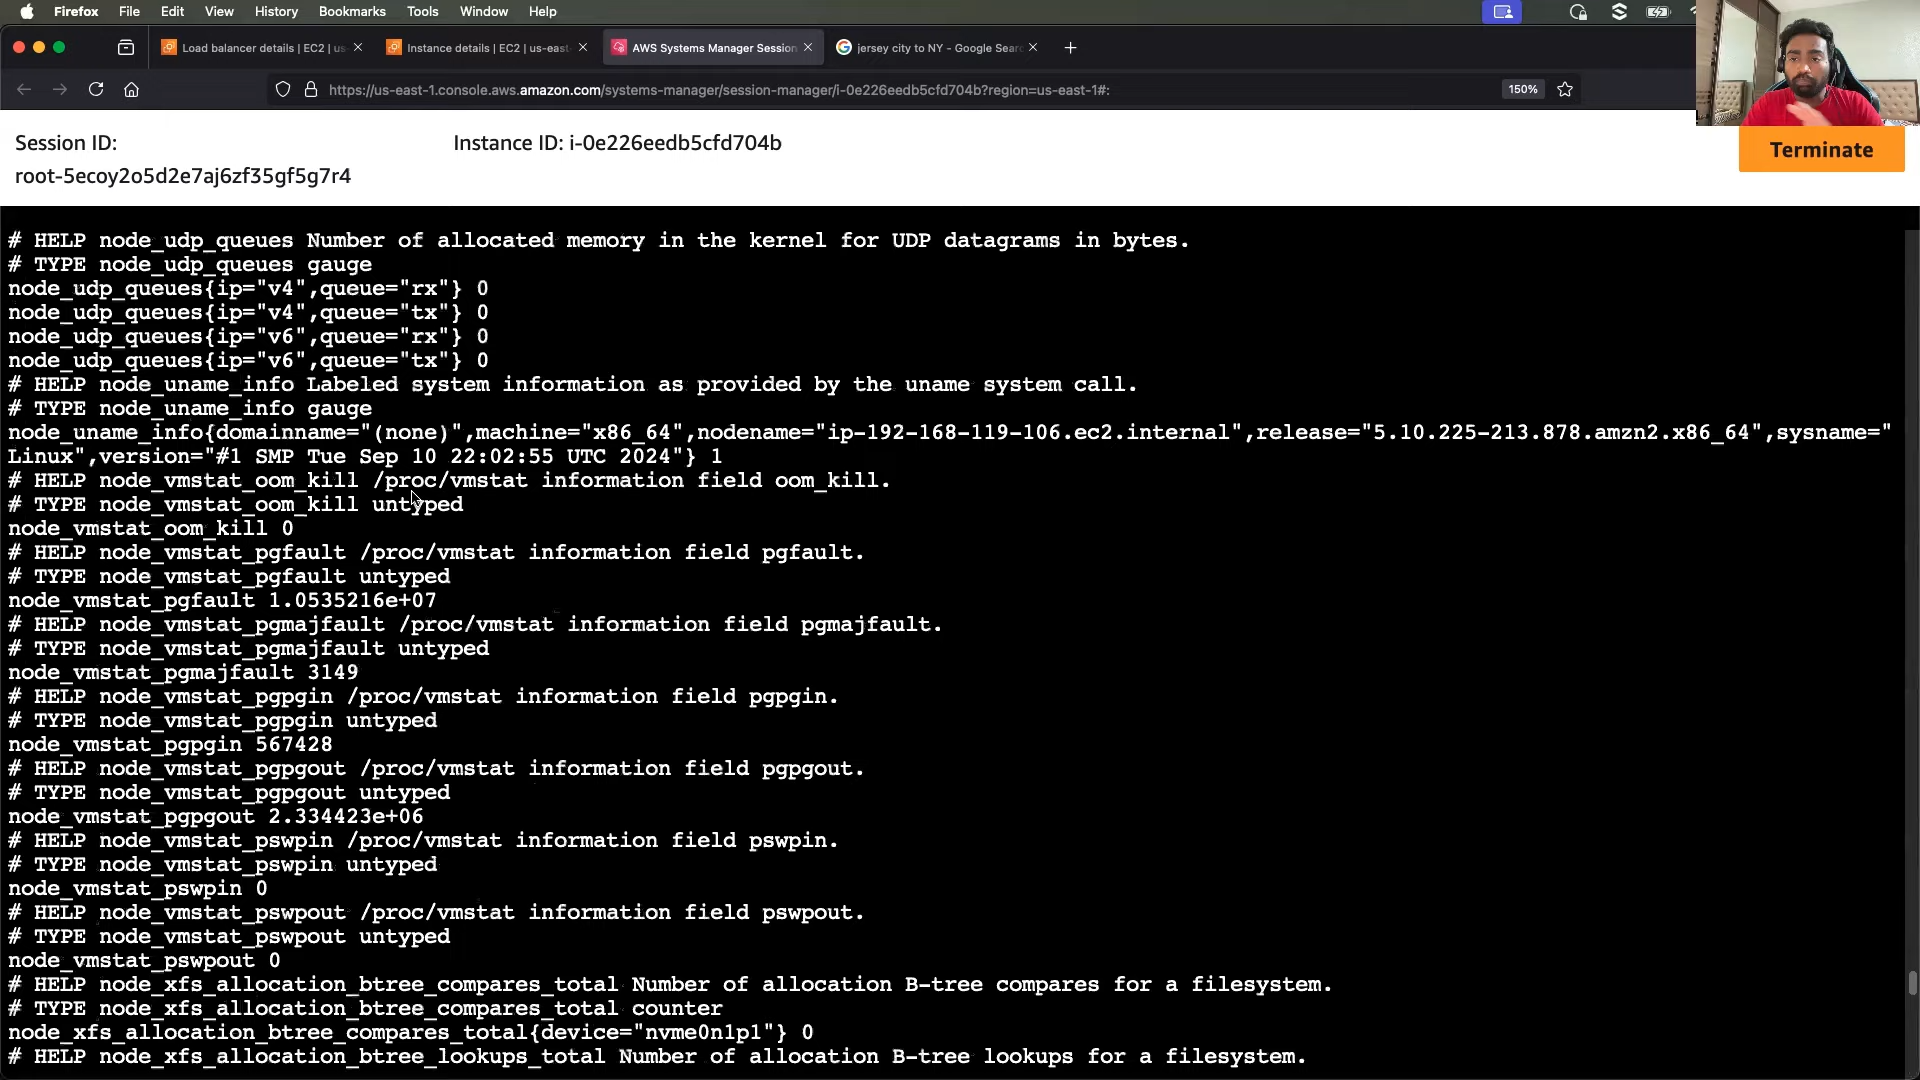 Firefox File Edit View History Bookmarks Tools Window Help
Load balancer details | EC2 | us- Instance details | EC2 | us-east- AWS Systems Manager Session jersey city to NY - Google Searc
https://us-east-1.console.aws.amazon.com/systems-manager/session-manager/i-0e226eedb5cfd704b?region=us-east-1#: 150%
Session ID: Instance ID: i-0e226eedb5cfd704b
root-5ecoy2o5d2e7aj6zf35gf5g7r4
Terminate
# HELP node_udp_queues Number of allocated memory in the kernel for UDP datagrams in bytes.
# TYPE node_udp_queues gauge
node_udp_queues{ip="v4",queue="rx"} 0
node_udp_queues{ip="v4",queue="tx"} 0
node_udp_queues{ip="v6",queue="rx"} 0
node_udp_queues{ip="v6",queue="tx"} 0
# HELP node_uname_info Labeled system information as provided by the uname system call.
# TYPE node_uname_info gauge
node_uname_info{domainname="(none)",machine="x86_64",nodename="ip-192-168-119-106.ec2.internal",release="5.10.225-213.878.amzn2.x86_64",sysname="
Linux",version="#1 SMP Tue Sep 10 22:02:55 UTC 2024"} 1
# HELP node_vmstat_oom_kill /proc/vmstat information field oom_kill.
# TYPE node_vmstat_oom_kill untyped
node_vmstat_oom_kill 0
# HELP node_vmstat_pgfault /proc/vmstat information field pgfault.
# TYPE node_vmstat_pgfault untyped
node_vmstat_pgfault 1.0535216e+07
# HELP node_vmstat_pgmajfault /proc/vmstat information field pgmajfault.
# TYPE node_vmstat_pgmajfault untyped
node_vmstat_pgmajfault 3149
# HELP node_vmstat_pgpgin /proc/vmstat information field pgpgin.
# TYPE node_vmstat_pgpgin untyped
node_vmstat_pgpgin 567428
# HELP node_vmstat_pgpgout /proc/vmstat information field pgpgout.
# TYPE node_vmstat_pgpgout untyped
node_vmstat_pgpgout 2.334423e+06
# HELP node_vmstat_pswpin /proc/vmstat information field pswpin.
# TYPE node_vmstat_pswpin untyped
node_vmstat_pswpin 0
# HELP node_vmstat_pswpout /proc/vmstat information field pswpout.
# TYPE node_vmstat_pswpout untyped
node_vmstat_pswpout 0
# HELP node_xfs_allocation_btree_compares_total Number of allocation B-tree compares for a filesystem.
# TYPE node_xfs_allocation_btree_compares_total counter
node_xfs_allocation_btree_compares_total{device="nvme0n1p1"} 0
# HELP node_xfs_allocation_btree_lookups_total Number of allocation B-tree lookups for a filesystem.